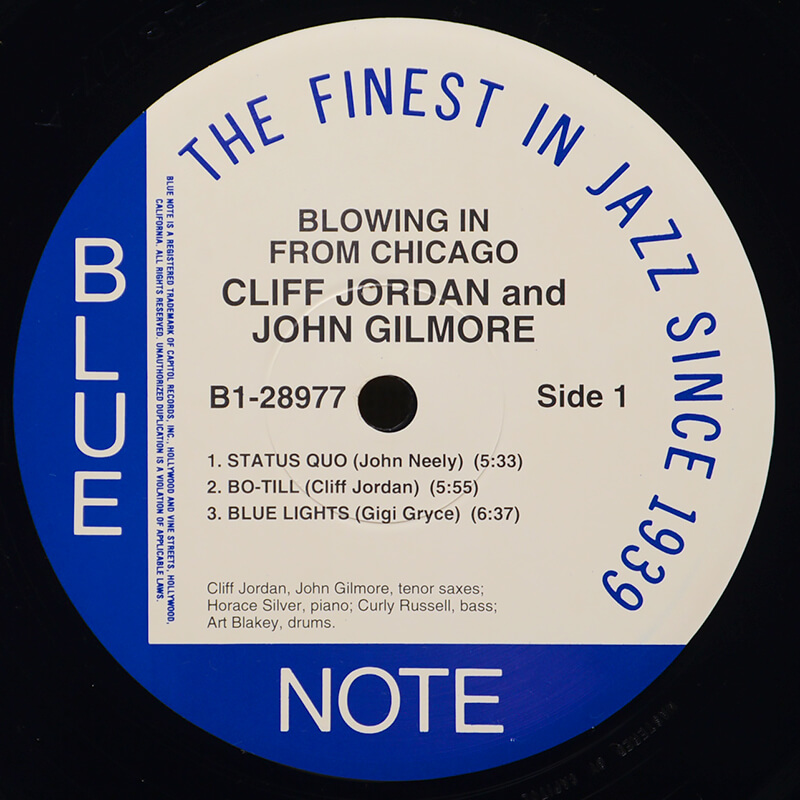 THE FINEST IN JAZZ SINCE 1939
BLOWING IN
FROM CHICAGO
CLIFF JORDAN and
JOHN GILMORE
B1-28977
Side 1
1. STATUS QUO (John Neely) (5:33)
2. BO-TILL (Cliff Jordan) (5:55)
3. BLUE LIGHTS (Gigi Gryce) (6:37)
Cliff Jordan, John Gilmore, tenor saxes;
Horace Silver, piano; Curly Russell, bass;
Art Blakey, drums.
BLUE
NOTE
BLUE NOTE IS A REGISTERED TRADEMARK OF CAPITOL RECORDS, INC., HOLLYWOOD AND VINE STREETS, HOLLYWOOD,
CALIFORNIA. ALL RIGHTS RESERVED. UNAUTHORIZED DUPLICATION IS A VIOLATION OF APPLICABLE LAWS.